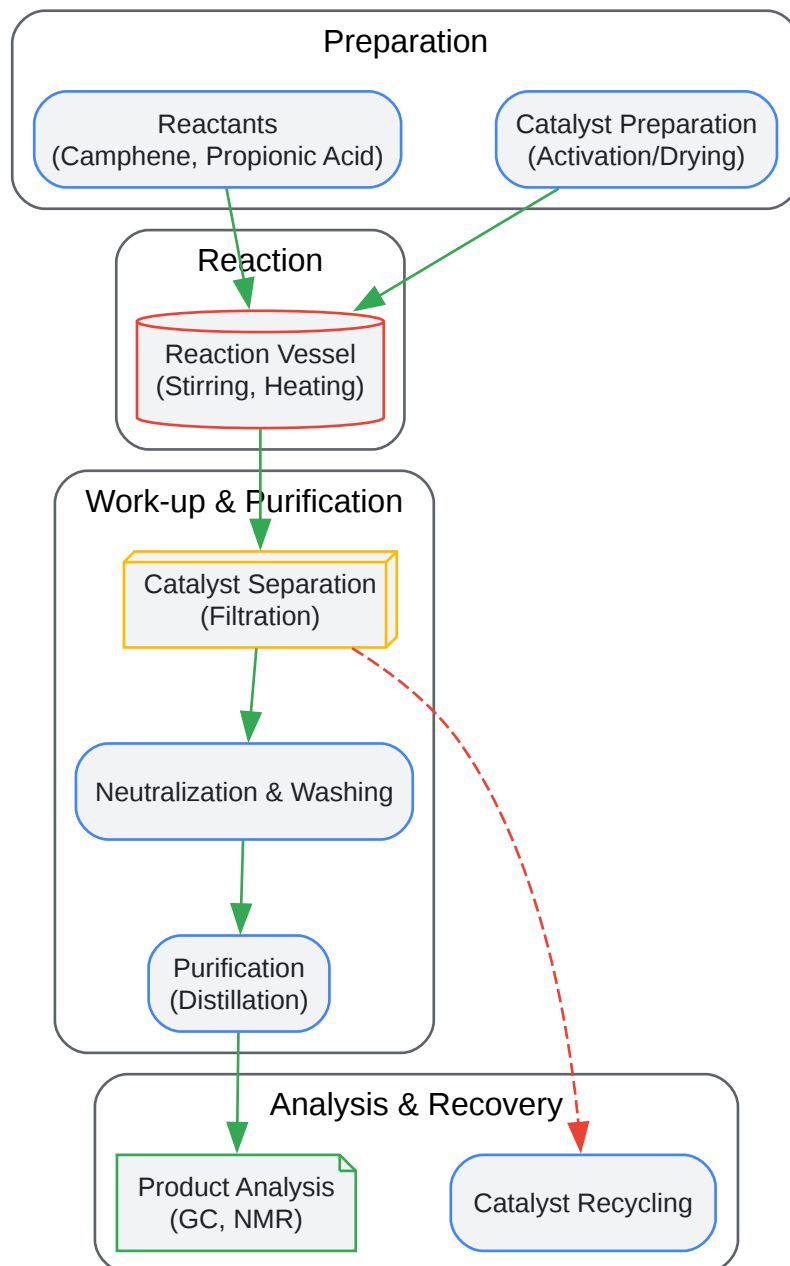 Preparation
Reactants
(Camphene, Propionic Acid)
Catalyst Preparation
(Activation/Drying)
Reaction
Reaction Vessel
(Stirring, Heating)
Work-up & Purification
Catalyst Separation
(Filtration)
Neutralization & Washing
Purification
(Distillation)
Analysis & Recovery
Product Analysis
(GC, NMR)
Catalyst Recycling